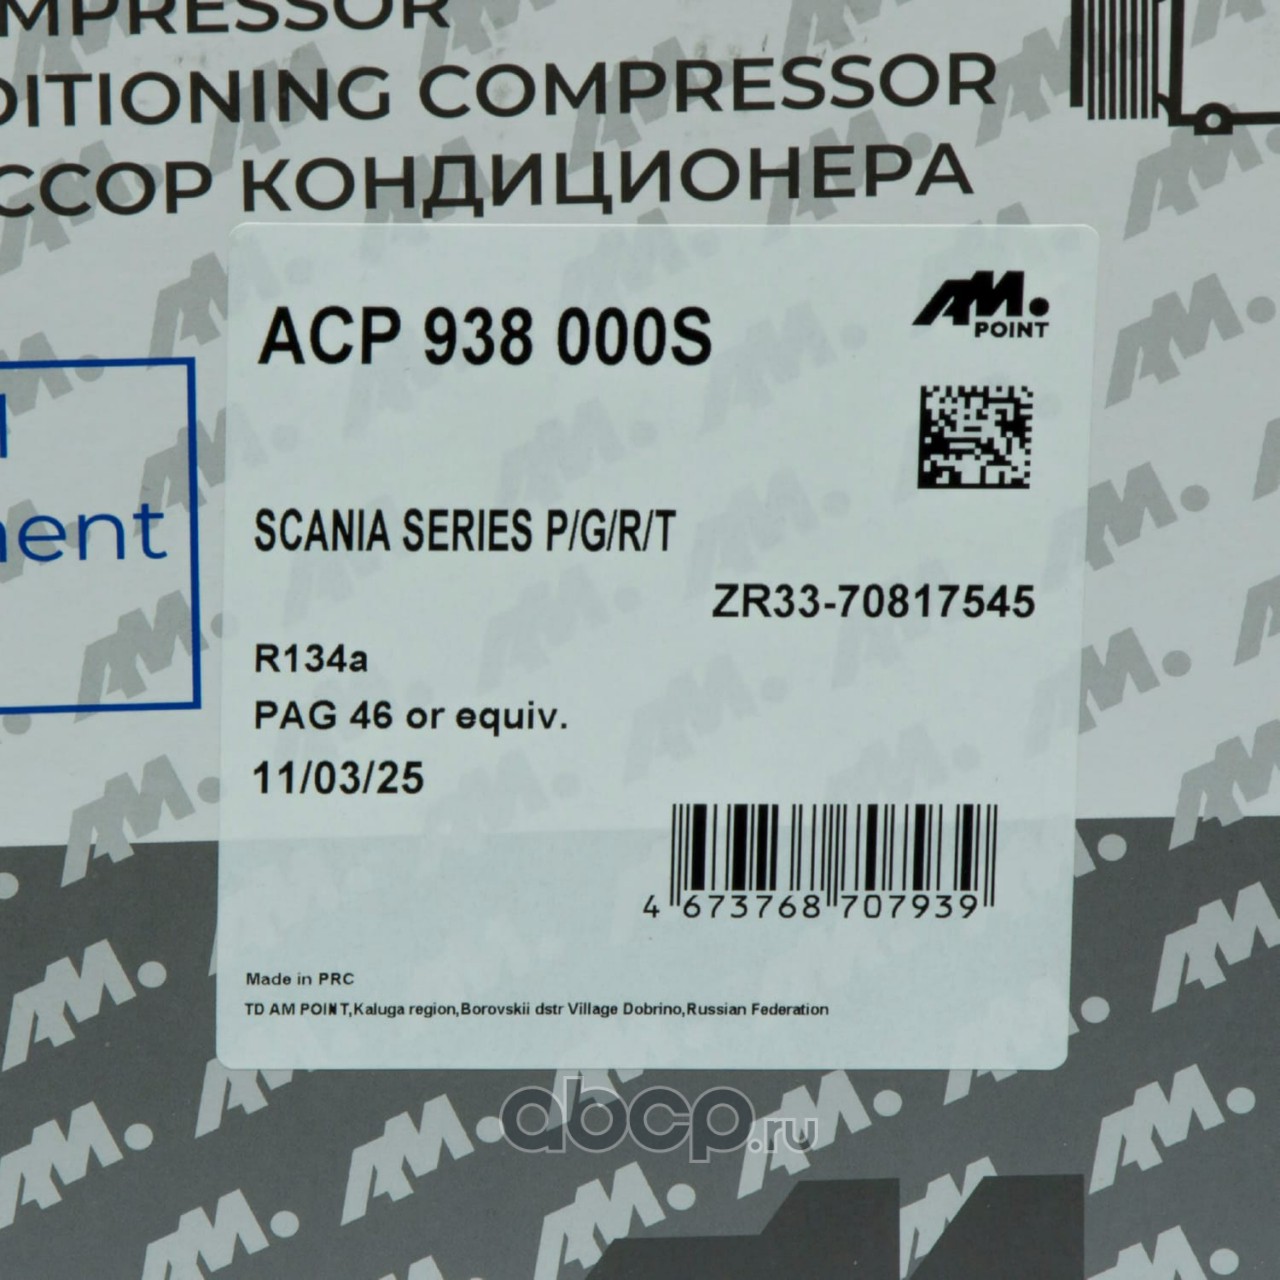 MPRESSOR
DITIONING COMPRESSOR
ССОР КОНДИЦИОНЕРА
AM.
POINT
ACP 938 000S
ment
SCANIA SERIES P/G/R/T
ZR33-70817545
R134a
PAG 46 or equiv.
11/03/25
4 673768 707939
Made in PRC
TD AM POINT,Kaluga region,Borovskii dstr Village Dobrino,Russian Federation
abcp.ru